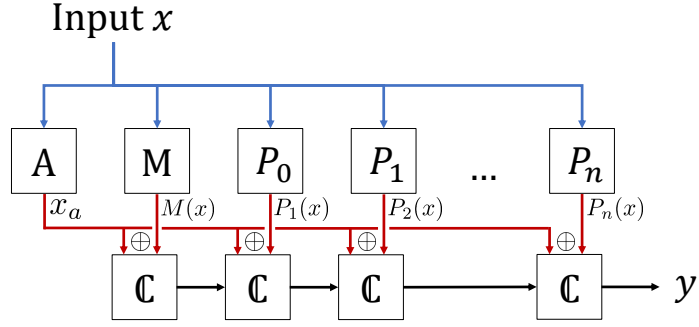 Input x
A M P₀ P₁ ... Pₙ
xₐ M(x) P₁(x) P₂(x) Pₙ(x)
⊕ ⊕ ⊕ ⊕
ℂ ℂ ℂ ℂ y